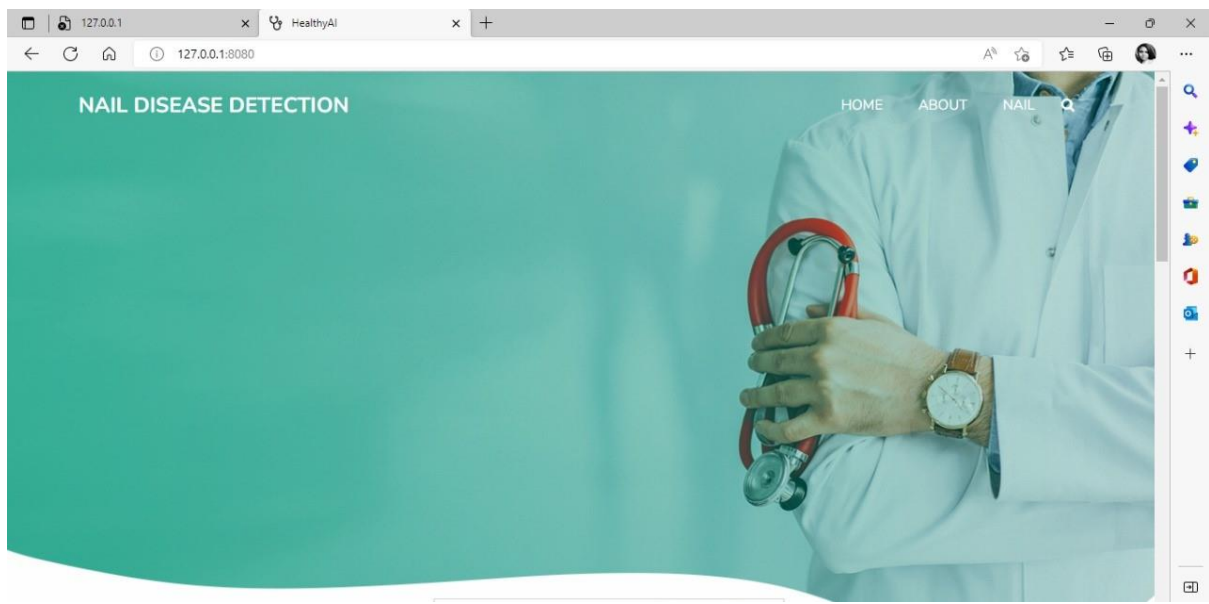 127.0.0.1
HealthyAI
127.0.0.1:8080
NAIL DISEASE DETECTION
HOME ABOUT NAIL